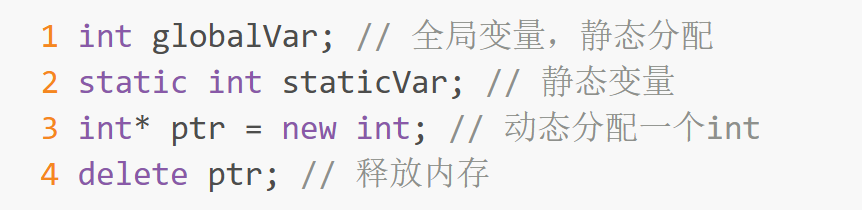 1 int globalVar; // 全局变量，静态分配
2 static int staticVar; // 静态变量
3 int* ptr = new int; // 动态分配一个int
4 delete ptr; // 释放内存